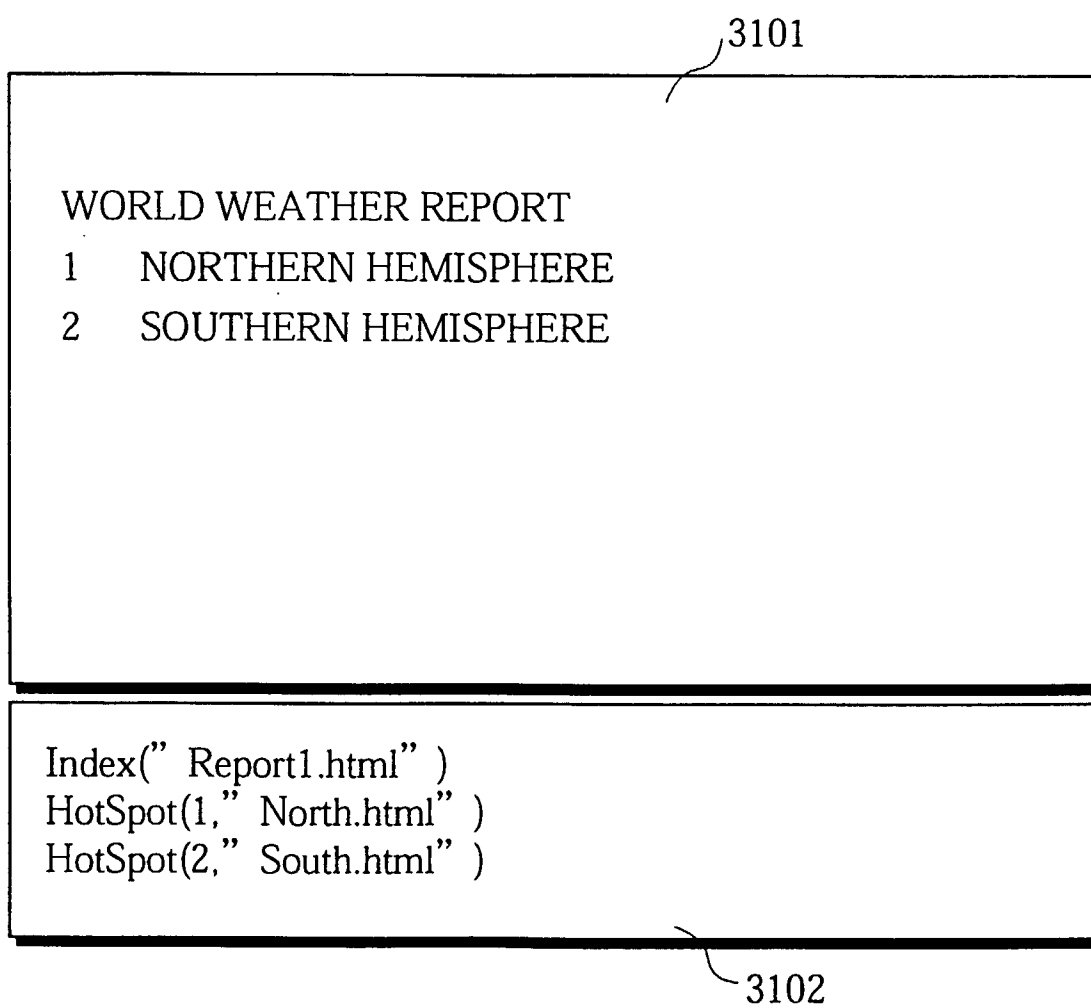 3101
WORLD WEATHER REPORT
1 NORTHERN HEMISPHERE
2 SOUTHERN HEMISPHERE
Index(” Report1.html” )
HotSpot(1,” North.html” )
HotSpot(2,” South.html” )
3102